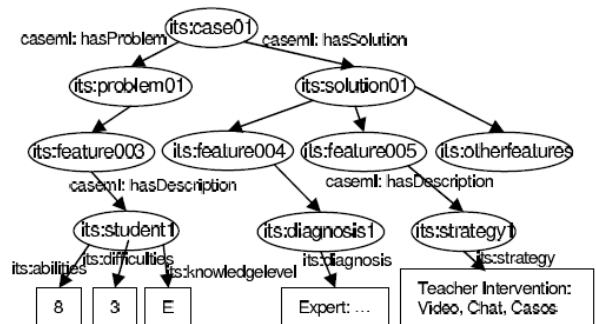 its:case01
caseml: hasProblem
caseml: hasSolution
its:problem01
its:solution01
its:feature003
its:feature004
its:feature005
its:otherfeatures
caseml: hasDescription
caseml: hasDescription
its:student1
its:diagnosis1
its:strategy1
its:abilities
its:difficulties
its:knowledgelevel
its:diagnosis
its:strategy
8
3
E
Expert: ...
Teacher Intervention:
Video, Chat, Casos